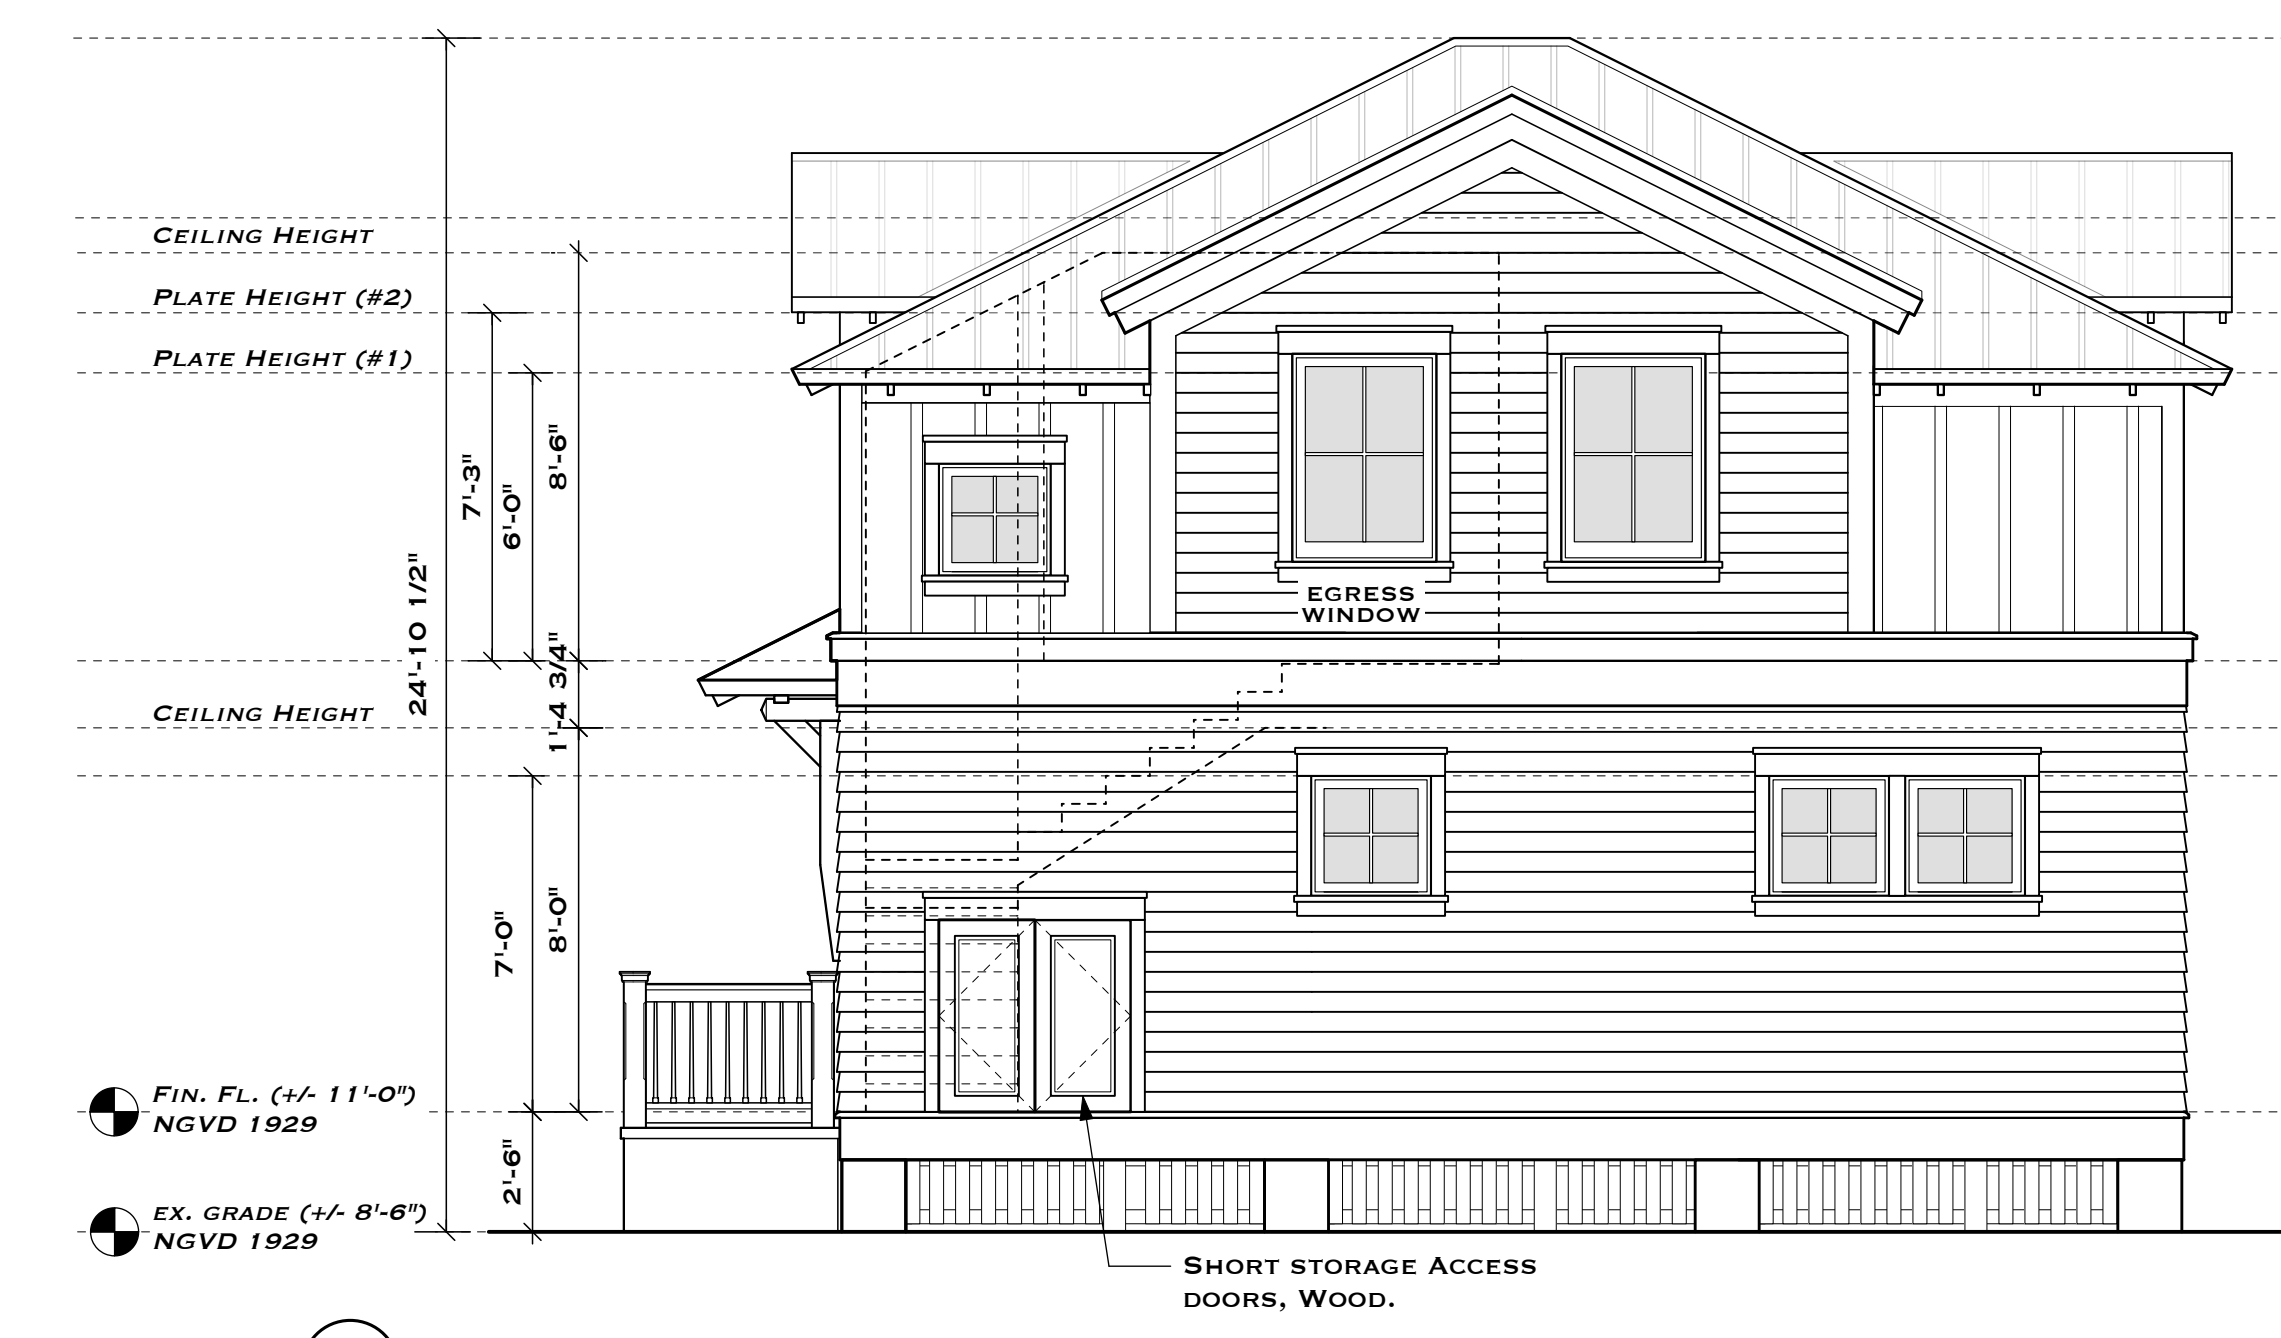 Ceiling Height
Plate Height (#2)
Plate Height (#1)
7'-3"
6'-0"
8'-6"
24'-10 1/2"
1'-4 3/4"
EGRESS
WINDOW
Ceiling Height
7'-0"
8'-0"
Fin. Fl. (+/- 11'-0")
NGVD 1929
2'-6"
ex. grade (+/- 8'-6")
NGVD 1929
Short storage Access
doors, Wood.